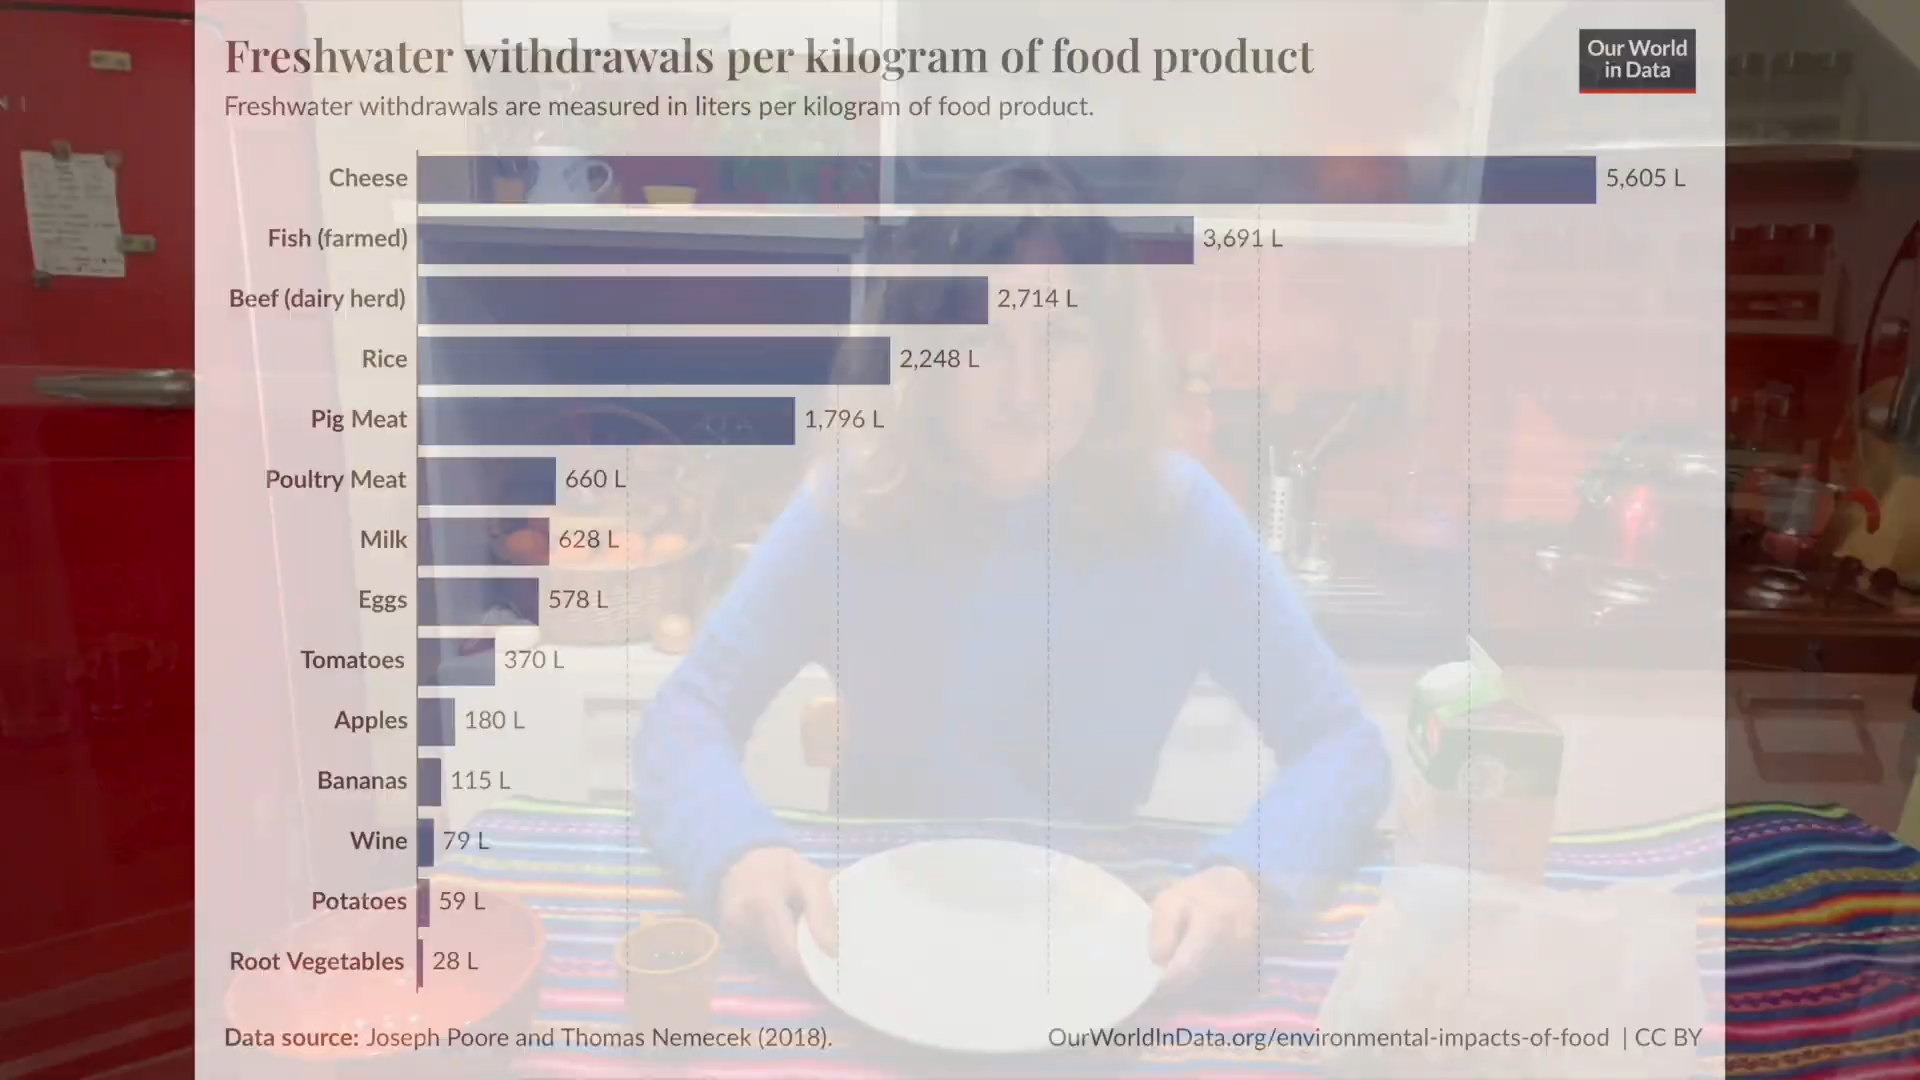 Freshwater withdrawals per kilogram of food product
Freshwater withdrawals are measured in liters per kilogram of food product.
Our World
in Data
Cheese 5,605 L
Fish (farmed) 3,691 L
Beef (dairy herd) 2,714 L
Rice 2,248 L
Pig Meat 1,796 L
Poultry Meat 660 L
Milk 628 L
Eggs 578 L
Tomatoes 370 L
Apples 180 L
Bananas 115 L
Wine 79 L
Potatoes 59 L
Root Vegetables 28 L
Data source: Joseph Poore and Thomas Nemecek (2018).
OurWorldInData.org/environmental-impacts-of-food | CC BY